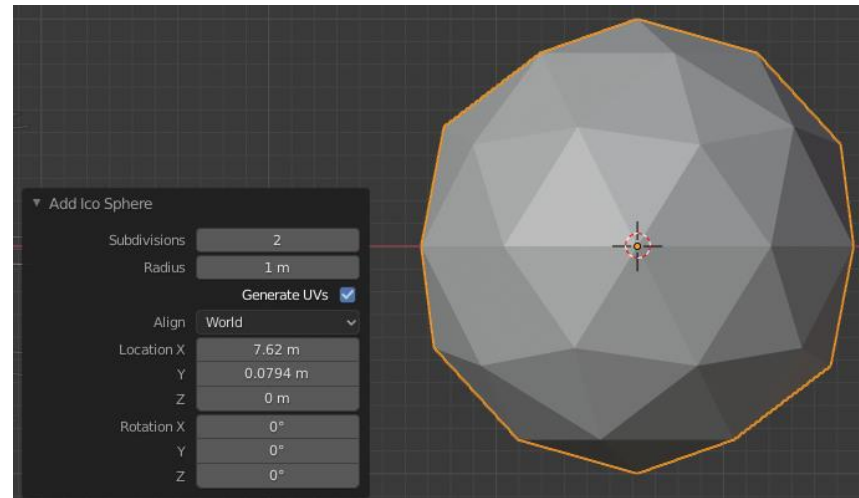 Add Ico Sphere
Subdivisions 2
Radius 1 m
Generate UVs
Align World
Location X 7.62 m
Y 0.0794 m
Z 0 m
Rotation X 0°
Y 0°
Z 0°